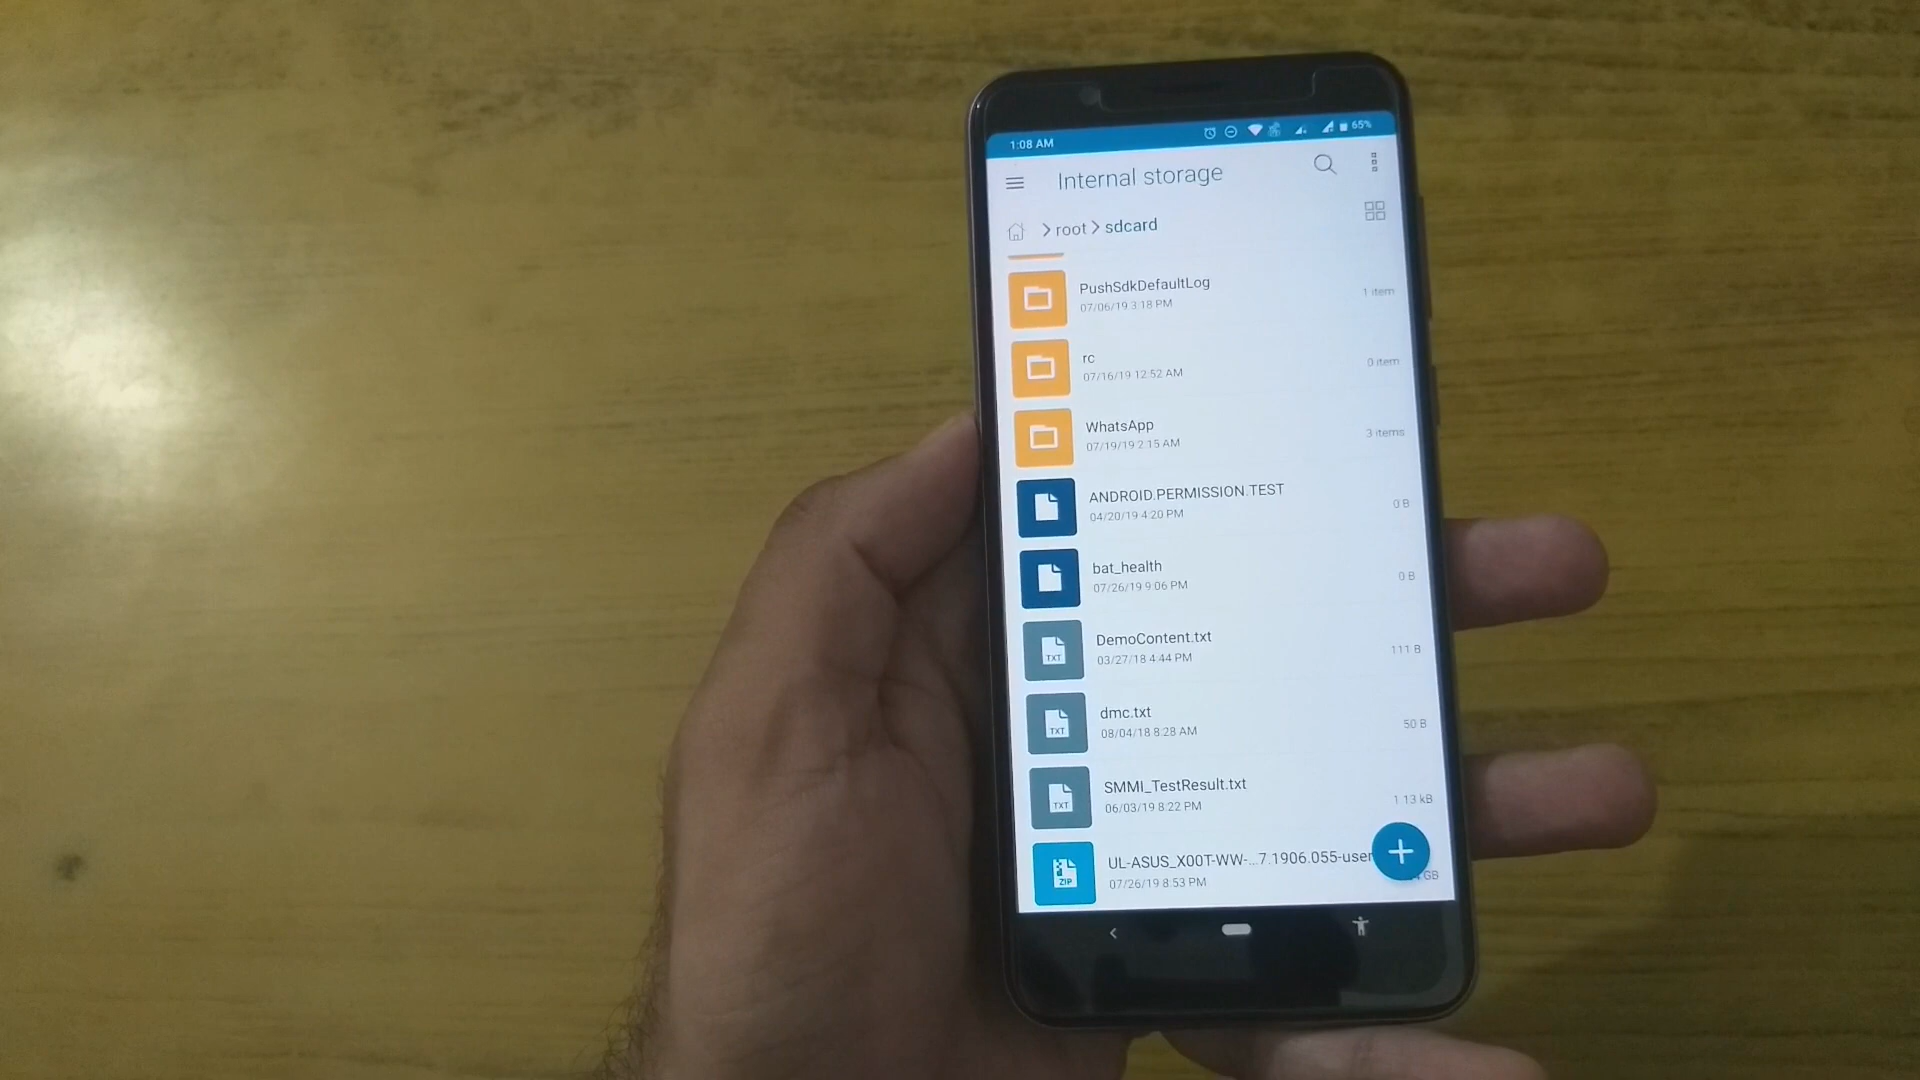 1:08 AM
65%
Internal storage
root
sdcard
PushSdkDefaultLog
07/06/19 3:18 PM
1 item
rc
07/16/19 12:52 AM
0 item
WhatsApp
07/19/19 2:15 AM
3 items
ANDROID.PERMISSION.TEST
04/20/19 4:20 PM
0 B
bat_health
07/26/19 9:06 PM
0 B
DemoContent.txt
TXT
03/27/18 4:44 PM
111 B
dmc.txt
TXT
08/04/18 8:28 AM
50 B
SMMI_TestResult.txt
TXT
06/03/19 8:22 PM
1.13 kB
UL-ASUS_X00T-WW-...7.1906.055-user
ZIP
07/26/19 8:53 PM
GB